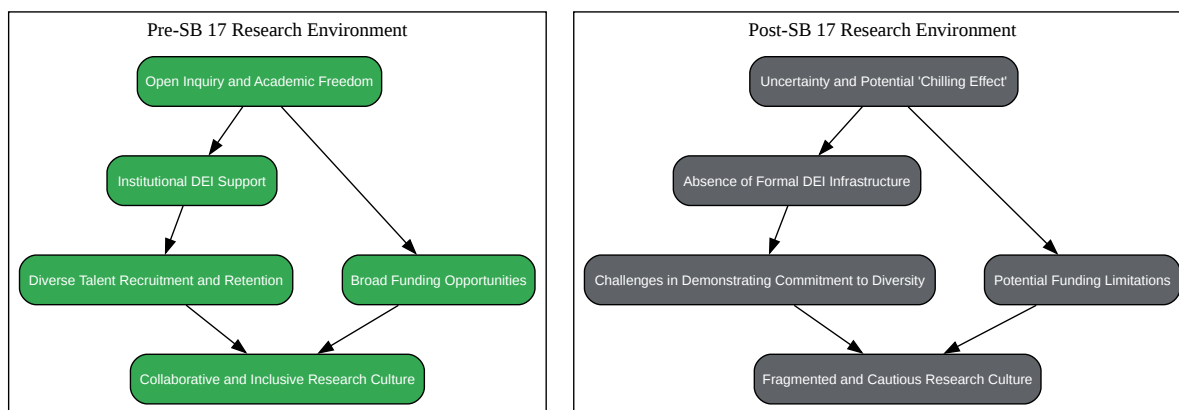 Pre-SB 17 Research Environment
Open Inquiry and Academic Freedom
Institutional DEI Support
Diverse Talent Recruitment and Retention
Broad Funding Opportunities
Collaborative and Inclusive Research Culture
Post-SB 17 Research Environment
Uncertainty and Potential 'Chilling Effect'
Absence of Formal DEI Infrastructure
Challenges in Demonstrating Commitment to Diversity
Potential Funding Limitations
Fragmented and Cautious Research Culture